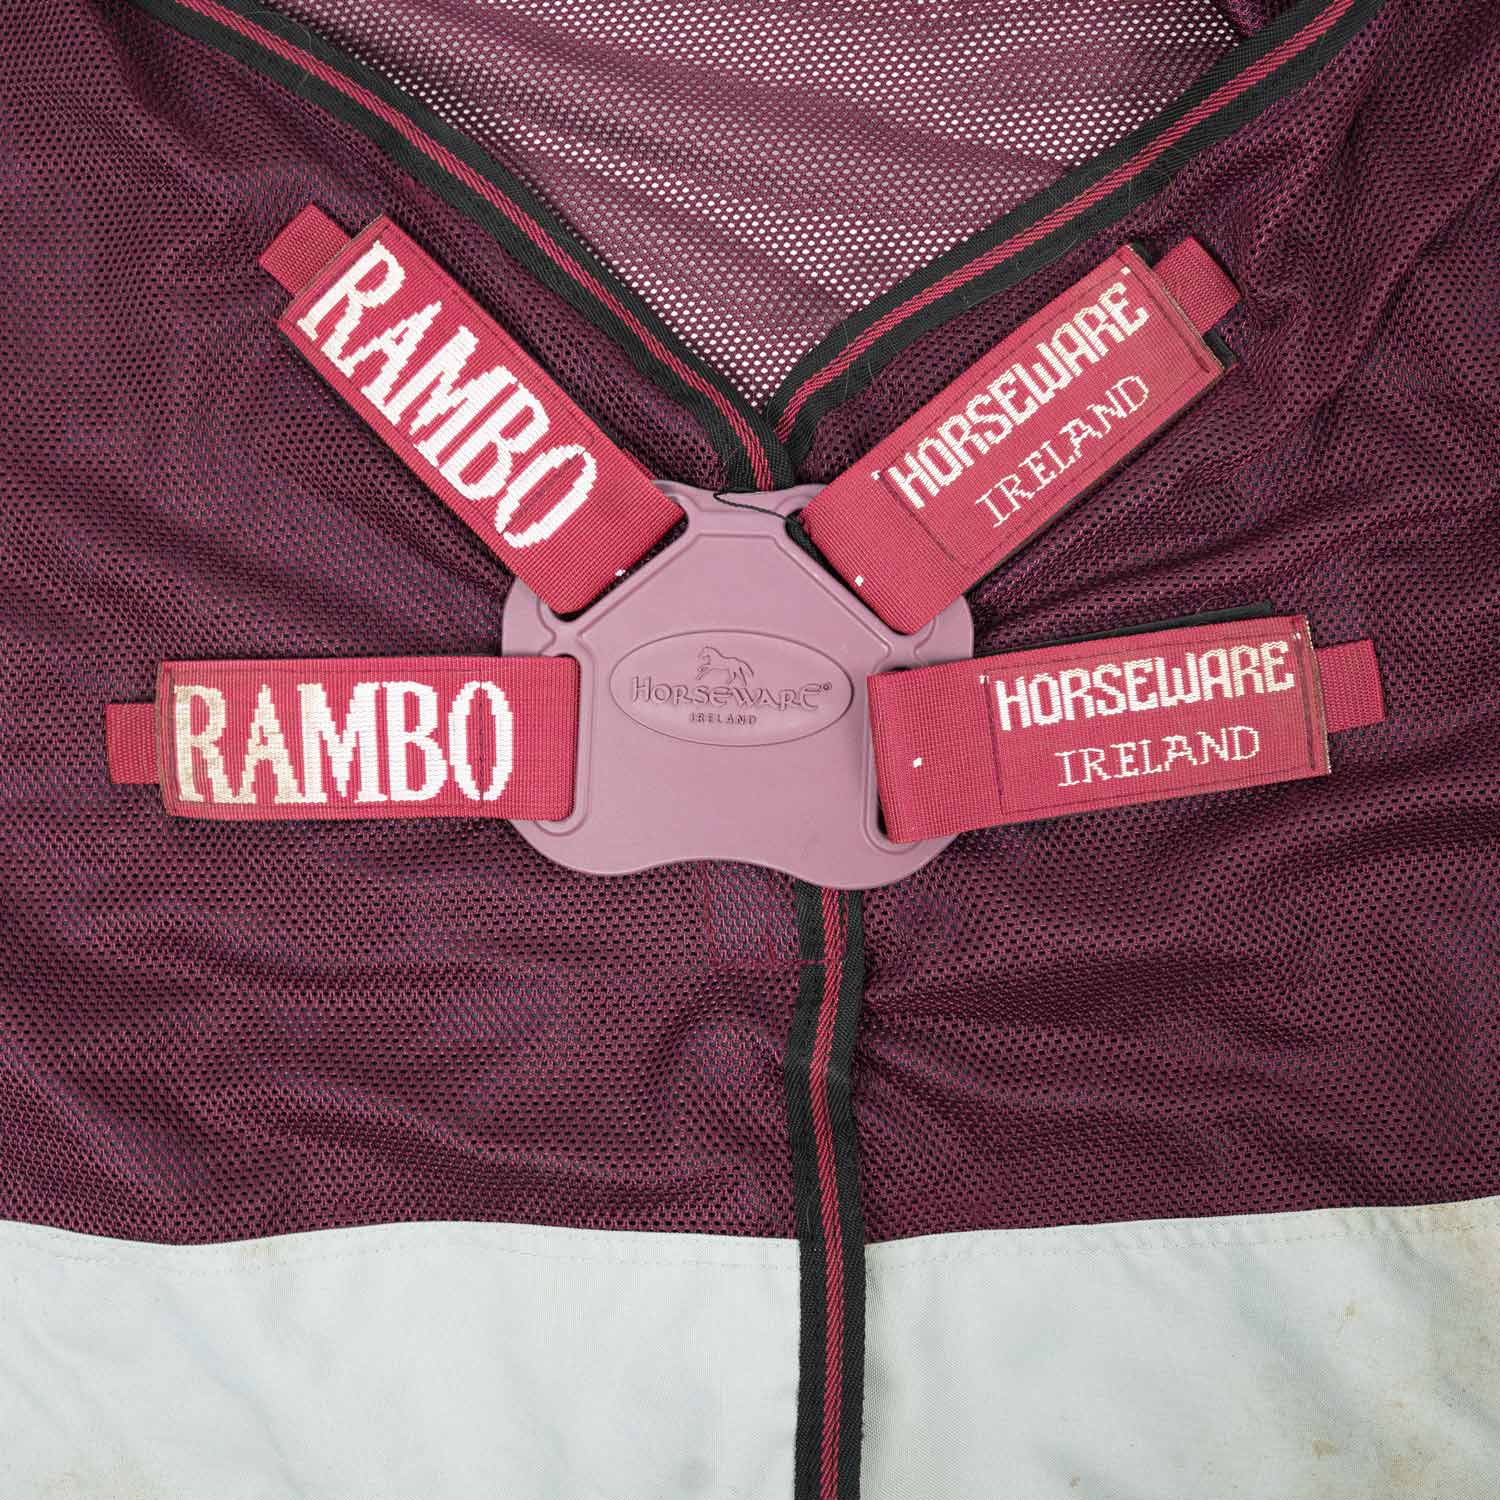 RAMBO
"HORSEWARE"
IRELAND
RAMBO
HORSEWARE®
IRELAND
"HORSEWARE"
IRELAND